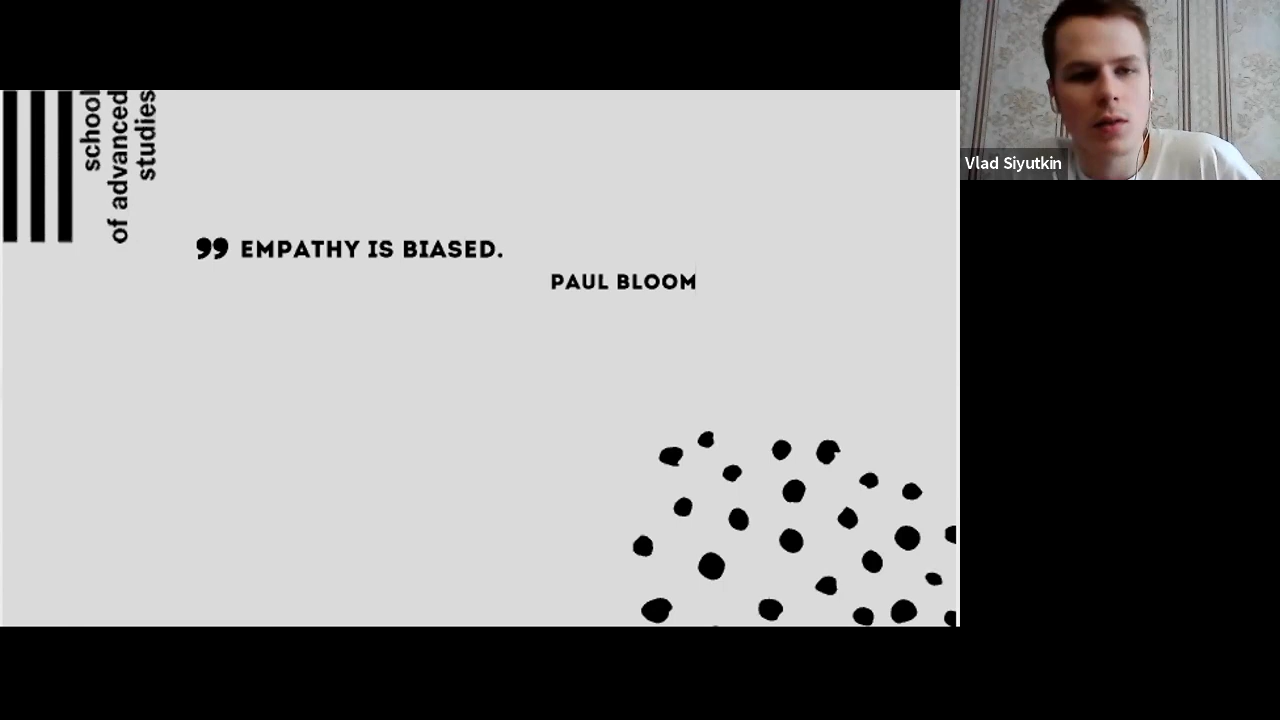 school
of advanced
studies
❞ EMPATHY IS BIASED.
PAUL BLOOM
Vlad Siyutkin